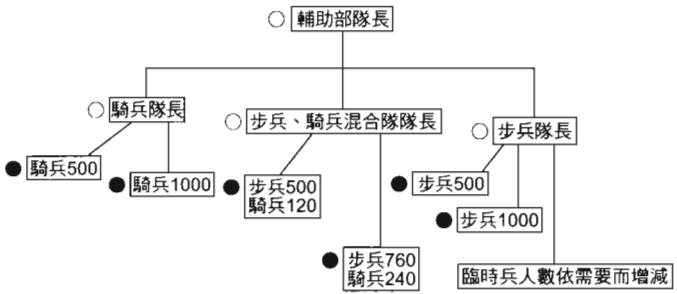 輔助部隊長
騎兵隊長
步兵、騎兵混合隊隊長
步兵隊長
騎兵500
騎兵1000
步兵500
騎兵120
步兵760
騎兵240
步兵500
步兵1000
臨時兵人數依需要而增減